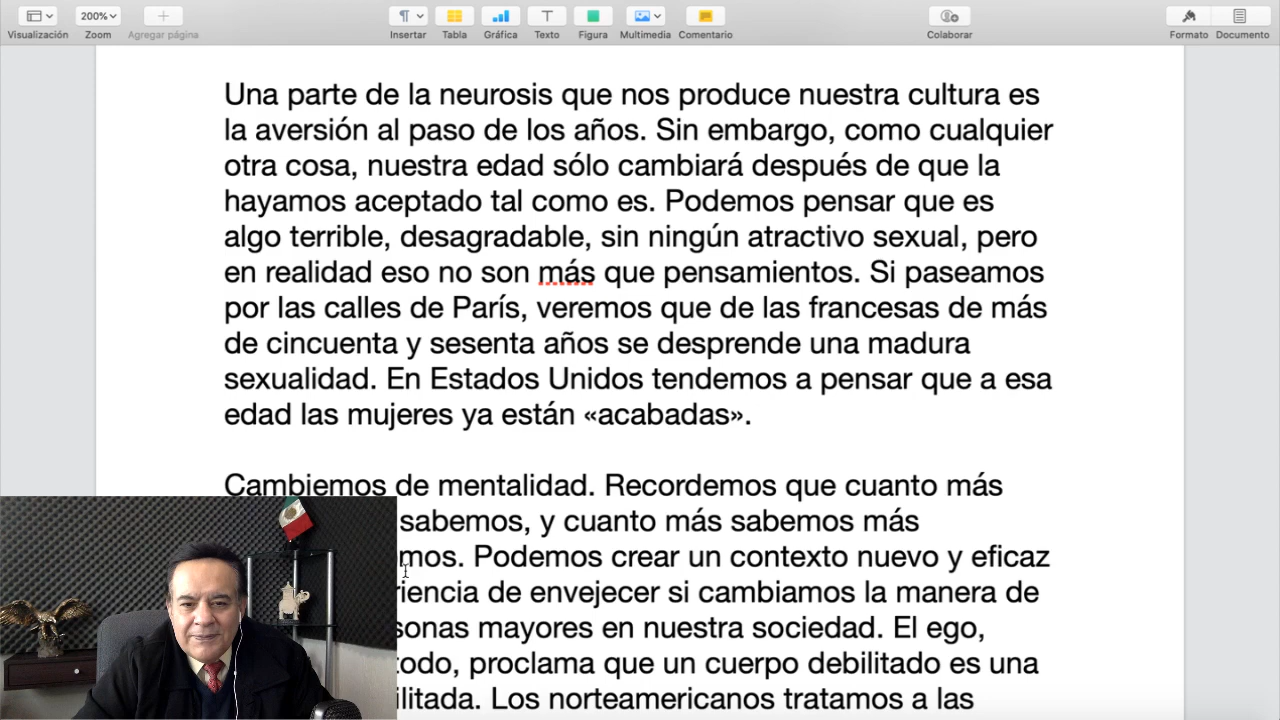 200%
Visualización Zoom Agregar página Insertar Tabla Gráfica Texto Figura Multimedia Comentario Colaborar Formato Documento
Una parte de la neurosis que nos produce nuestra cultura es
la aversión al paso de los años. Sin embargo, como cualquier
otra cosa, nuestra edad sólo cambiará después de que la
hayamos aceptado tal como es. Podemos pensar que es
algo terrible, desagradable, sin ningún atractivo sexual, pero
en realidad eso no son más que pensamientos. Si paseamos
por las calles de París, veremos que de las francesas de más
de cincuenta y sesenta años se desprende una madura
sexualidad. En Estados Unidos tendemos a pensar que a esa
edad las mujeres ya están «acabadas».
Cambiemos de mentalidad. Recordemos que cuanto más
sabemos, y cuanto más sabemos más
mos. Podemos crear un contexto nuevo y eficaz
riencia de envejecer si cambiamos la manera de
sonas mayores en nuestra sociedad. El ego,
todo, proclama que un cuerpo debilitado es una
ilitada. Los norteamericanos tratamos a las